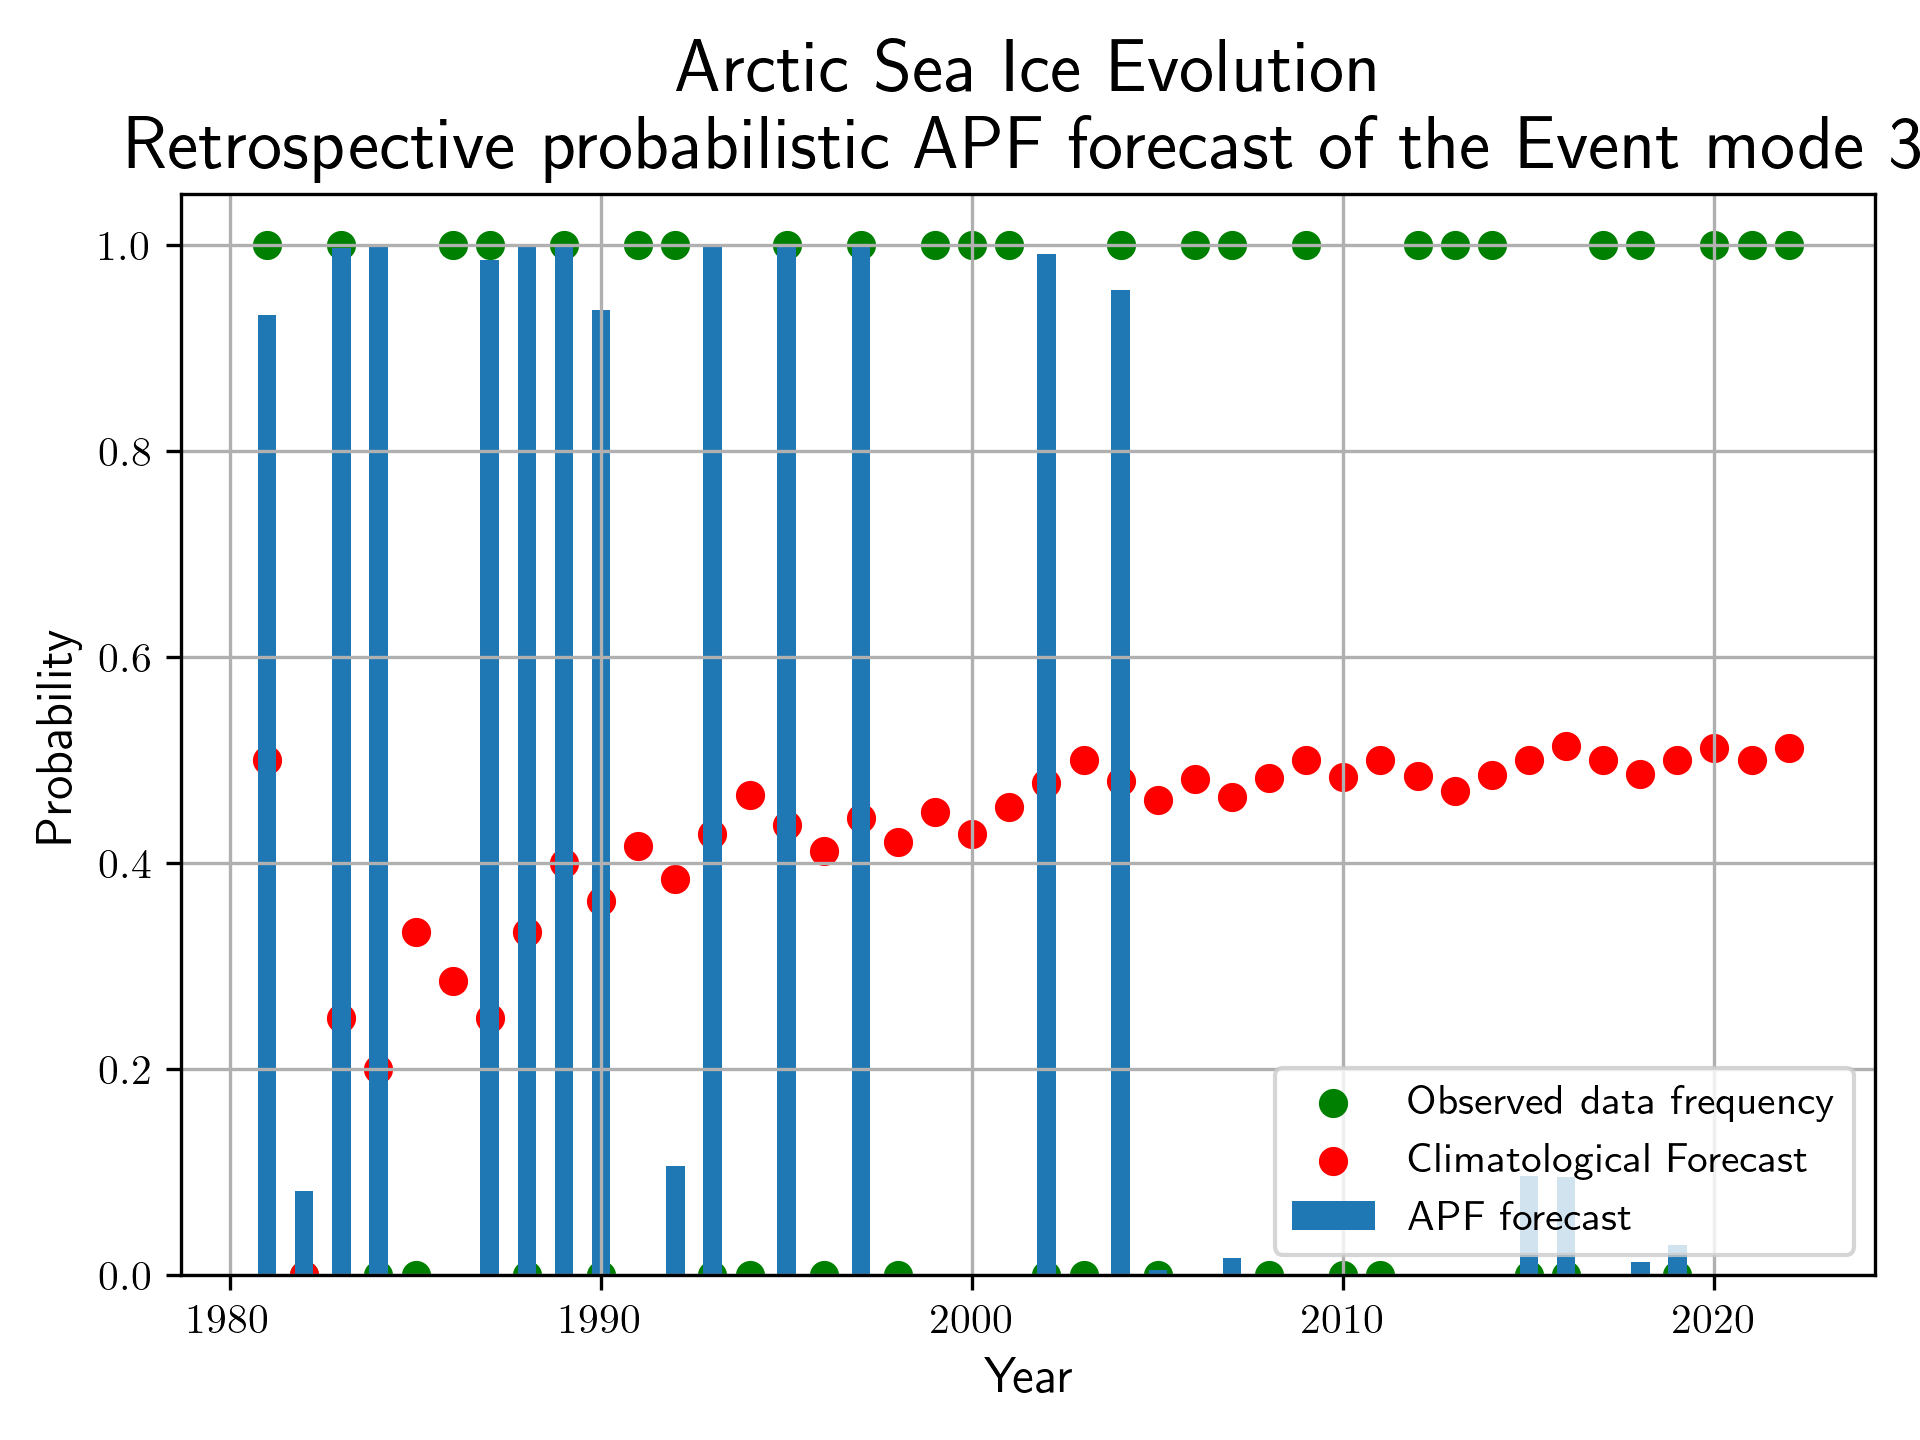 Arctic Sea Ice Evolution
Retrospective probabilistic APF forecast of the Event mode 3
1.0
0.8
0.6
0.4
0.2
0.0
Probability
Observed data frequency
Climatological Forecast
APF forecast
1980 1990 2000 2010 2020
Year